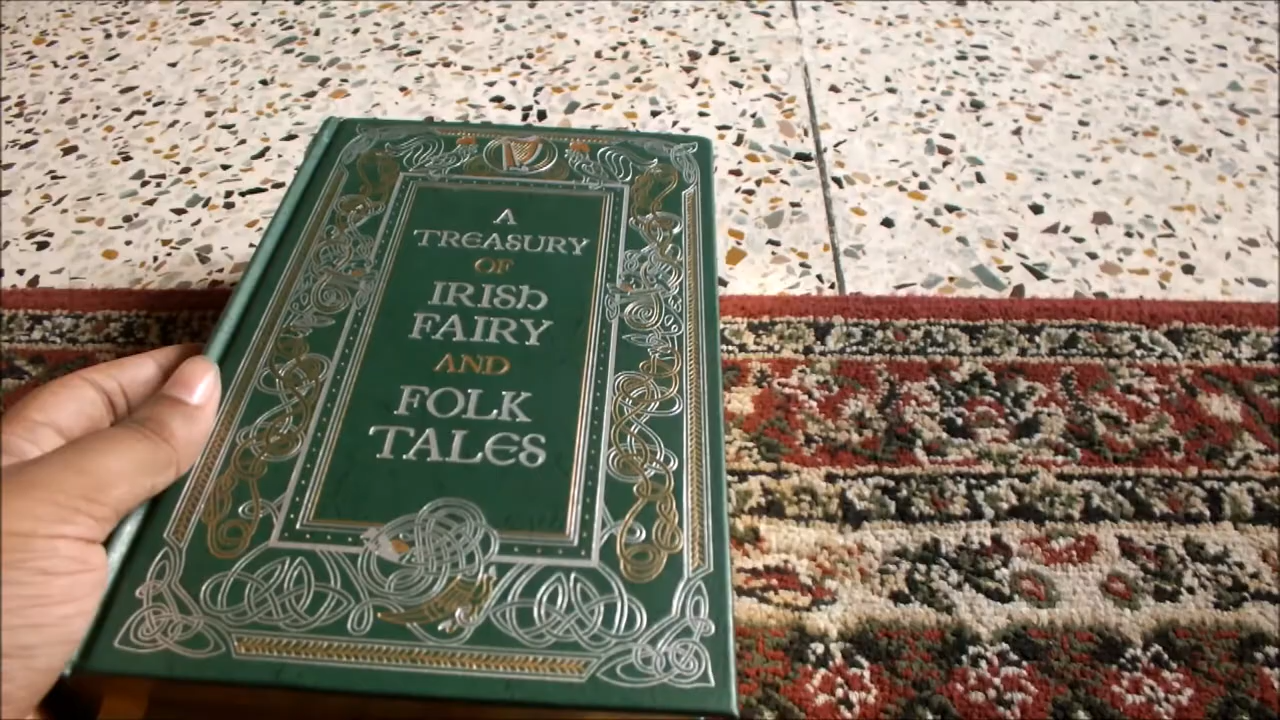 A
TREASURY
OF
IRISH
FAIRY
AND
FOLK
TALES